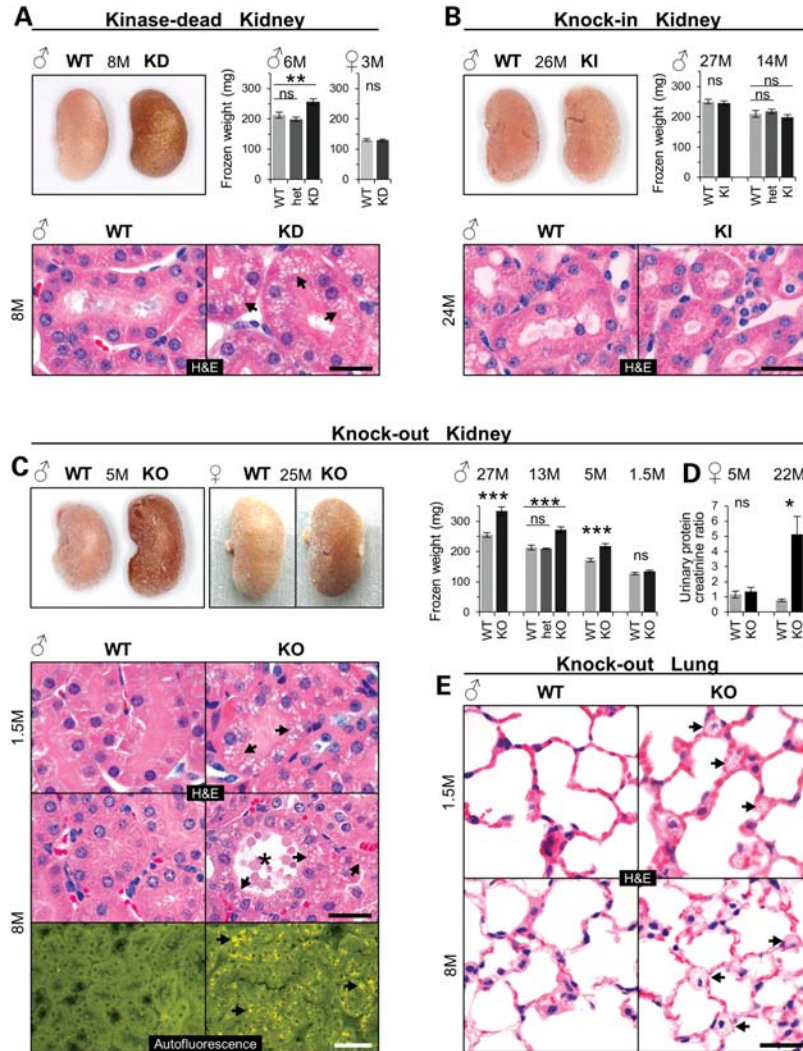 A
Kinase-dead Kidney
♂ WT 8M KD
♂ 6M ♀ 3M
**
ns
ns
Frozen weight (mg)
300
200
100
0
WT het KD
WT KD
♂
WT KD
8M
H&E
B
Knock-in Kidney
♂ WT 26M KI
♂ 27M 14M
ns
ns
ns
Frozen weight (mg)
300
200
100
0
WT KI
WT het KI
♂
WT KI
24M
H&E
Knock-out Kidney
C
♂ WT 5M KO
♀ WT 25M KO
♂ 27M 13M 5M 1.5M
***
***
ns
***
ns
Frozen weight (mg)
300
200
100
0
WT KO
WT het KO
WT KO
WT KO
D
♀ 5M 22M
ns
*
Urinary protein
creatinine ratio
7
6
5
4
3
2
1
0
WT KO
WT KO
♂
WT KO
1.5M
H&E
*
8M
Autofluorescence
Knock-out Lung
E
♂
WT KO
1.5M
H&E
8M